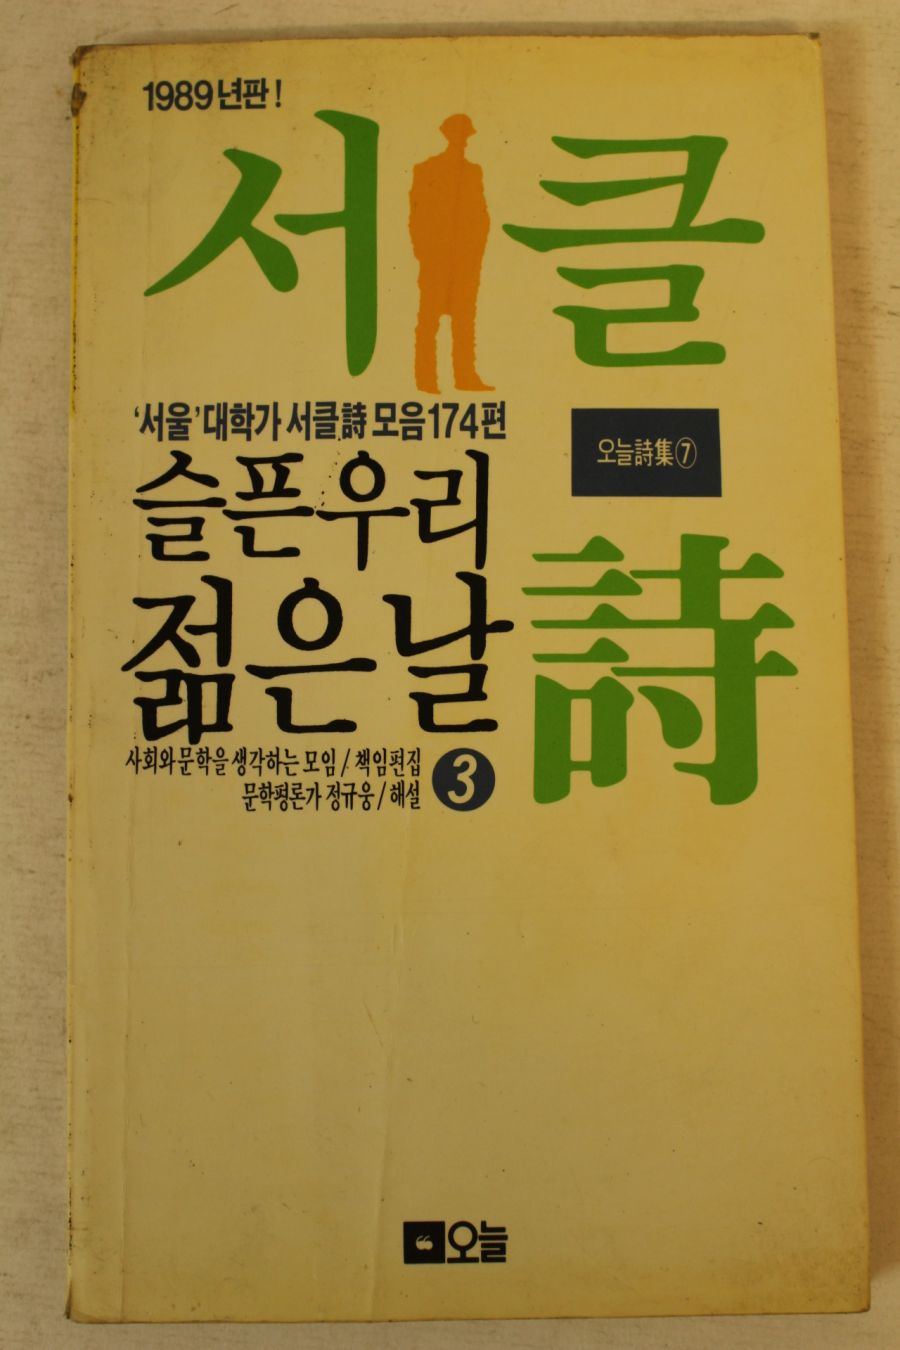 1989년판!
서클
'서울'대학가 서클詩 모음 174편
오늘詩集⑦
슬픈 우리
젊은 날
詩
사회와 문학을 생각하는 모임/책임편집
문학평론가 정규웅/해설
3
오늘